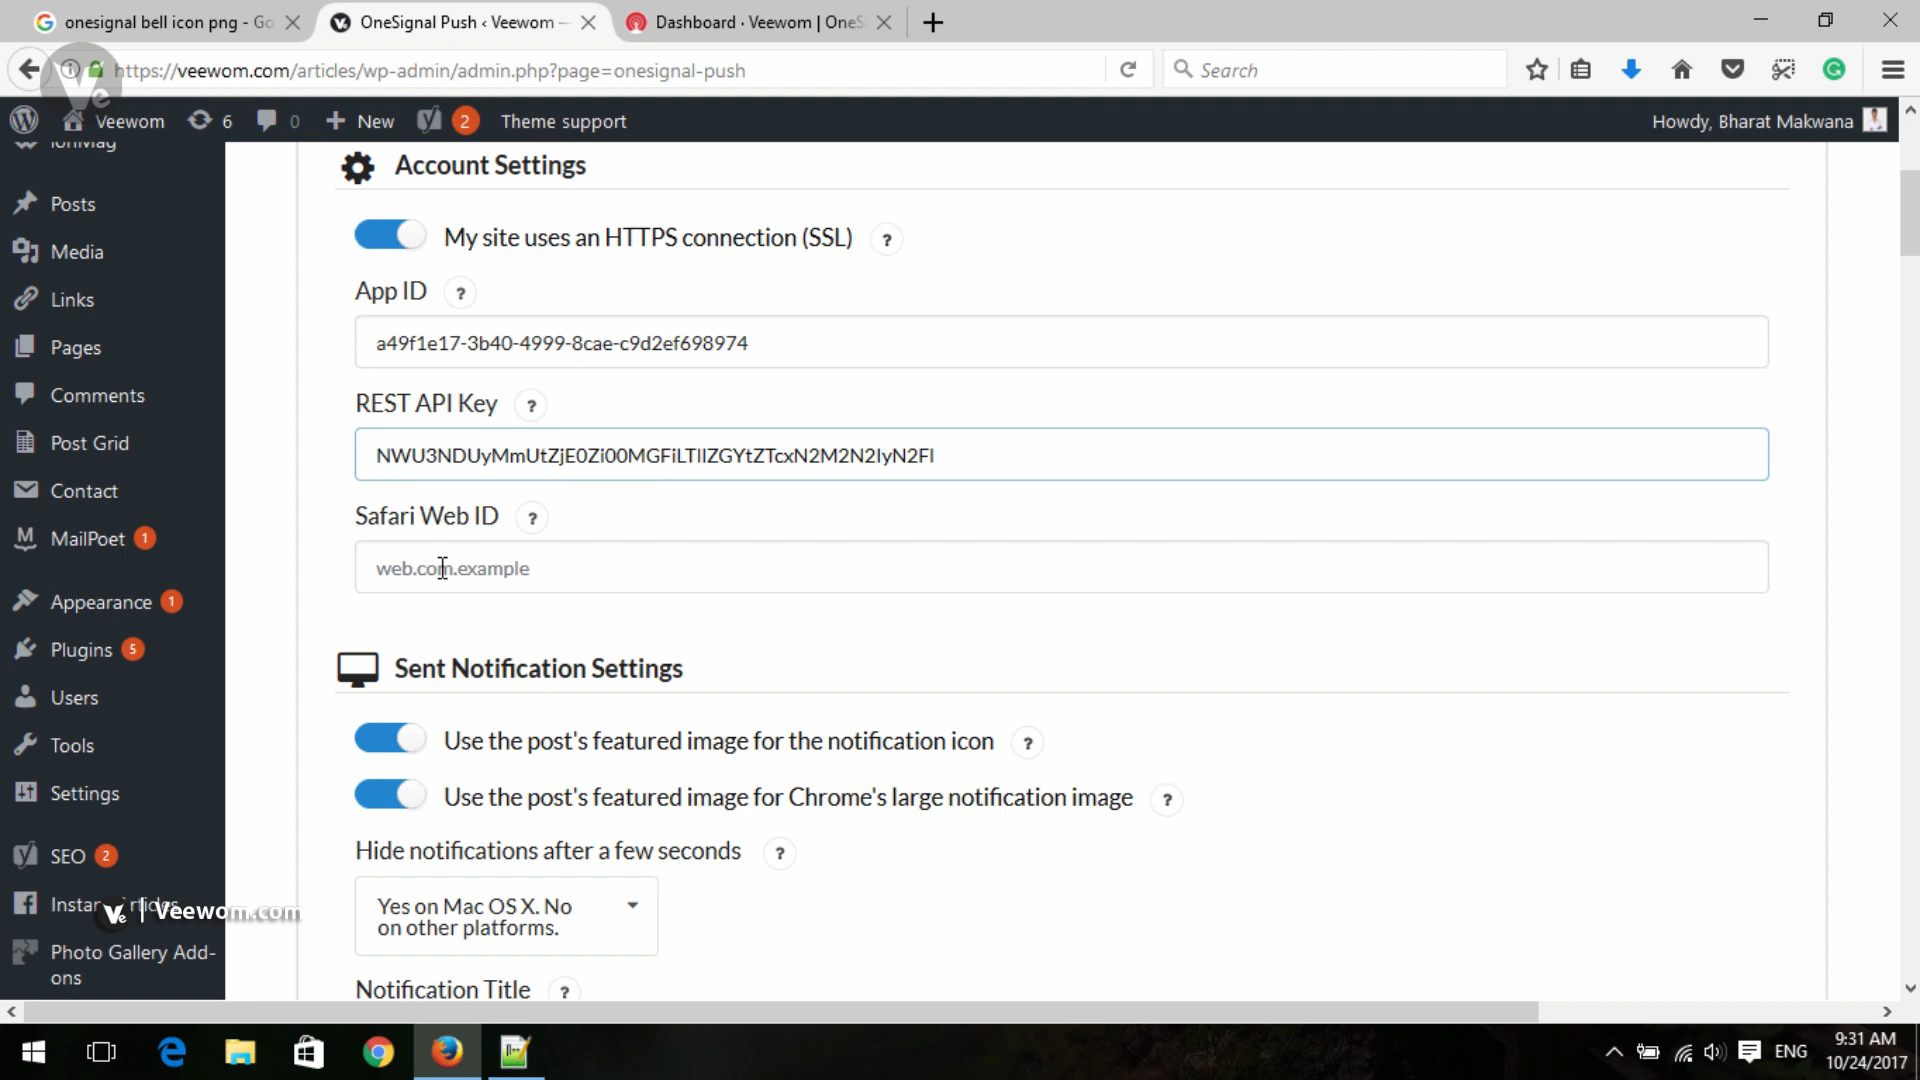 onesignal bell icon png - Go
OneSignal Push ‹ Veewom —
Dashboard · Veewom | OneS
https://veewom.com/articles/wp-admin/admin.php?page=onesignal-push
Search
Veewom
6
0
New
2
Theme support
Howdy, Bharat Makwana
IonMag
Posts
Media
Links
Pages
Comments
Post Grid
Contact
MailPoet 1
Appearance 1
Plugins 5
Users
Tools
Settings
SEO 2
Photo Gallery Add-
ons
Ve
Ve | Veewom.com
Account Settings
My site uses an HTTPS connection (SSL) ?
App ID ?
a49f1e17-3b40-4999-8cae-c9d2ef698974
REST API Key ?
Safari Web ID ?
web.com.example
Sent Notification Settings
Use the post's featured image for the notification icon ?
Use the post's featured image for Chrome's large notification image ?
Hide notifications after a few seconds ?
Yes on Mac OS X. No
on other platforms.
Notification Title ?
ENG
9:31 AM
10/24/2017